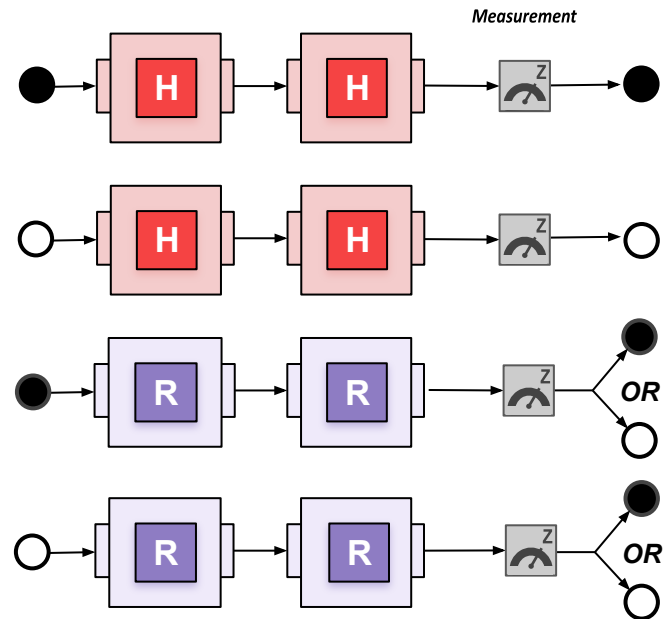 Measurement
H H Z
H H Z
R R Z
OR
R R Z
OR